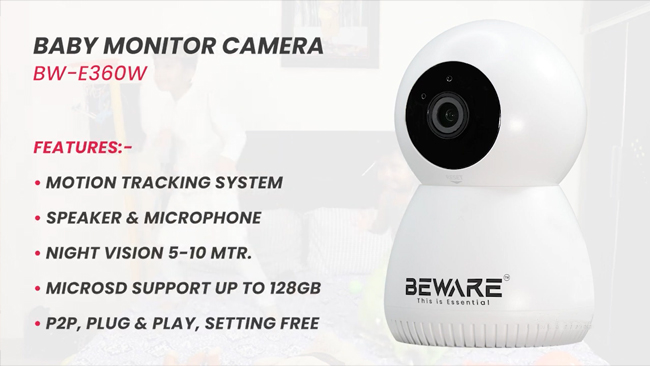 BABY MONITOR CAMERA
BW-E360W
FEATURES:-
• MOTION TRACKING SYSTEM
• SPEAKER & MICROPHONE
• NIGHT VISION 5-10 MTR.
• MICROSD SUPPORT UP TO 128GB
• P2P, PLUG & PLAY, SETTING FREE
BEWARE
This is Essential